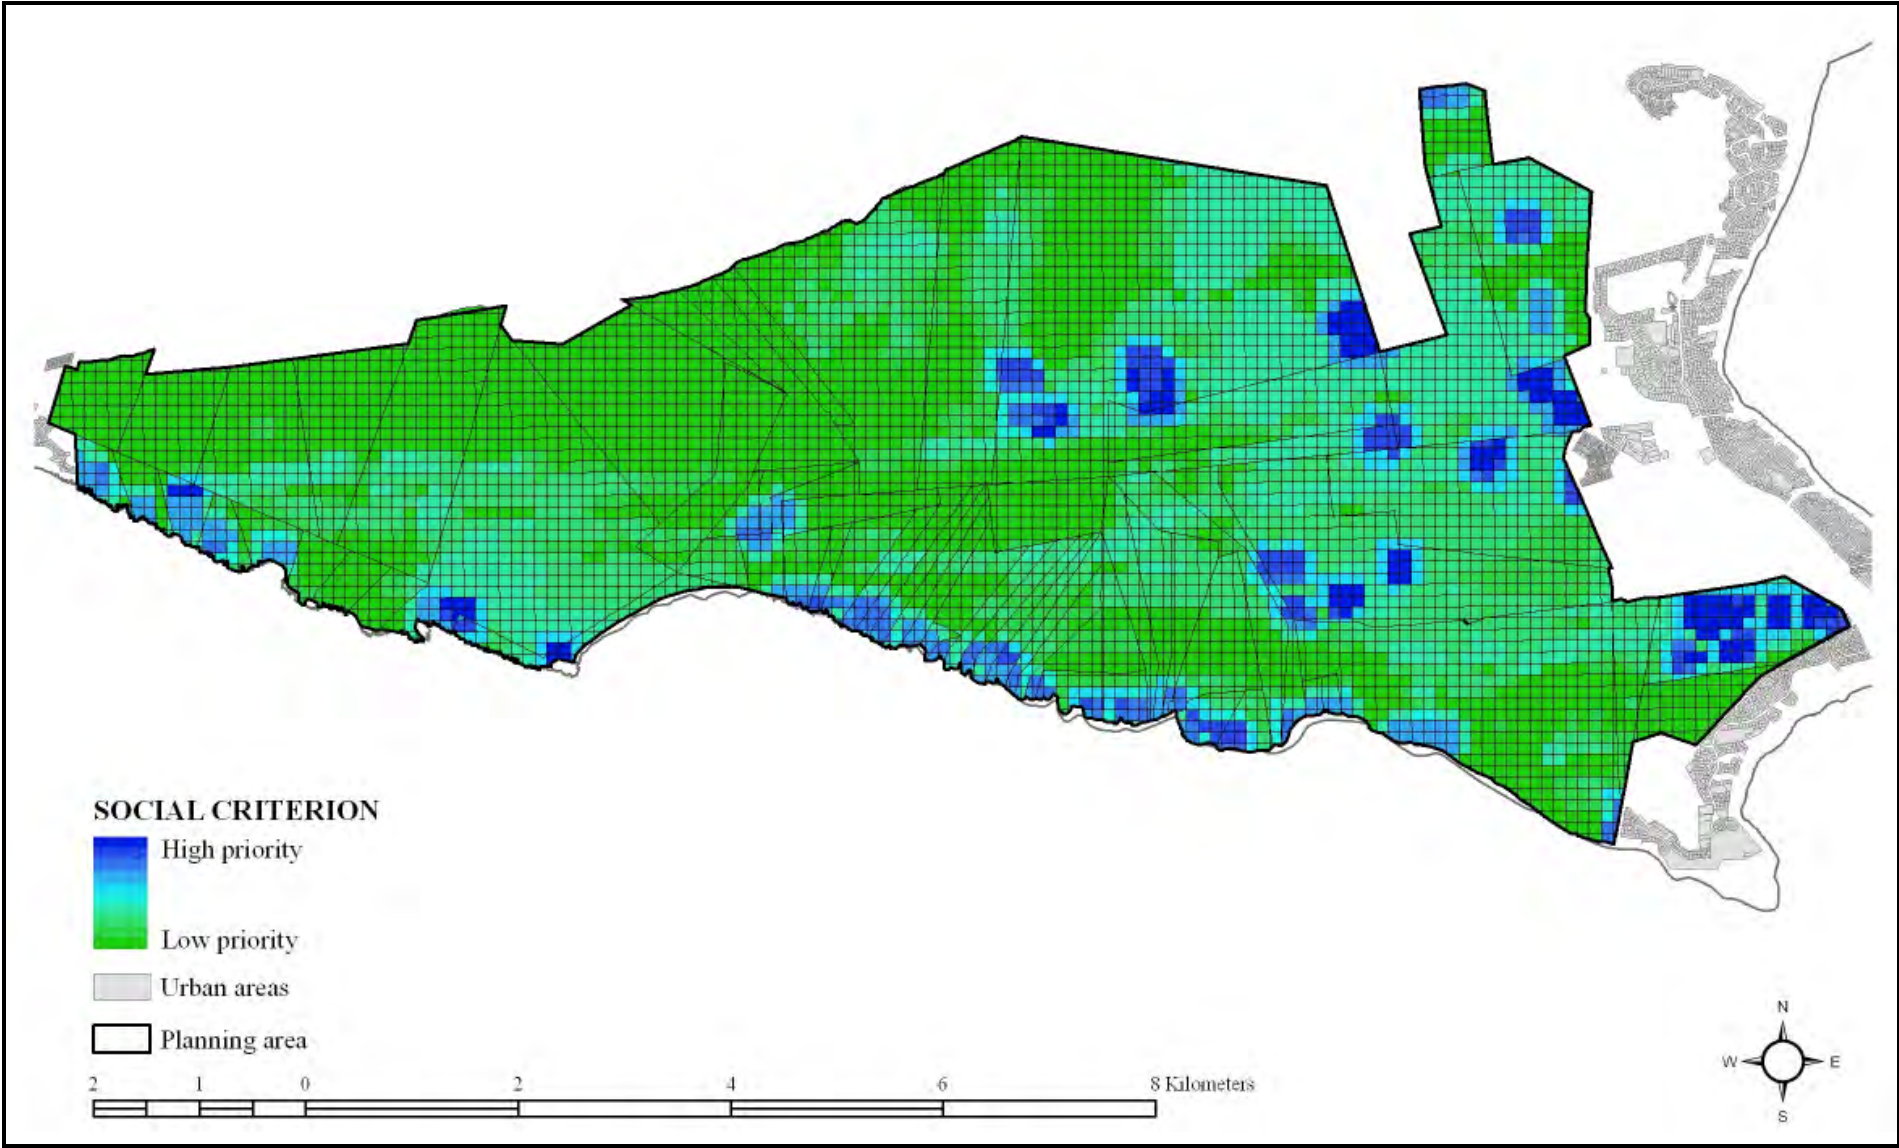 SOCIAL CRITERION
High priority
Low priority
Urban areas
Planning area
2 1 0 2 4 6 8 Kilometers
N
W E
S